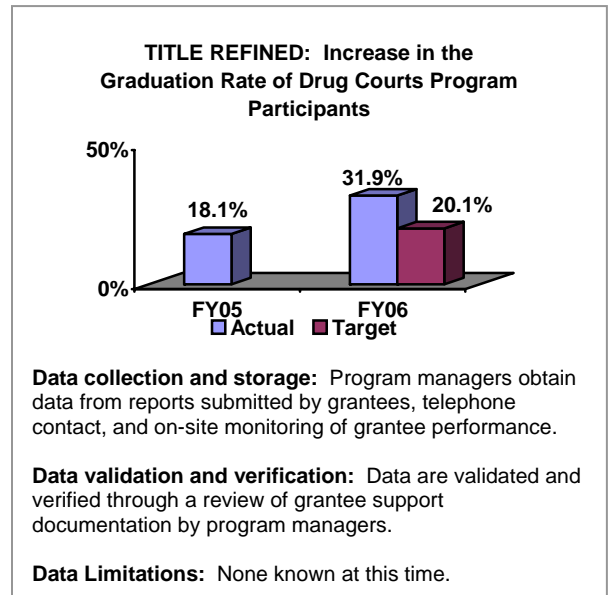 TITLE REFINED: Increase in the
Graduation Rate of Drug Courts Program
Participants
50%
31.9%
20.1%
18.1%
0%
FY05 FY06
Actual Target
Data collection and storage: Program managers obtain
data from reports submitted by grantees, telephone
contact, and on-site monitoring of grantee performance.
Data validation and verification: Data are validated and
verified through a review of grantee support
documentation by program managers.
Data Limitations: None known at this time.